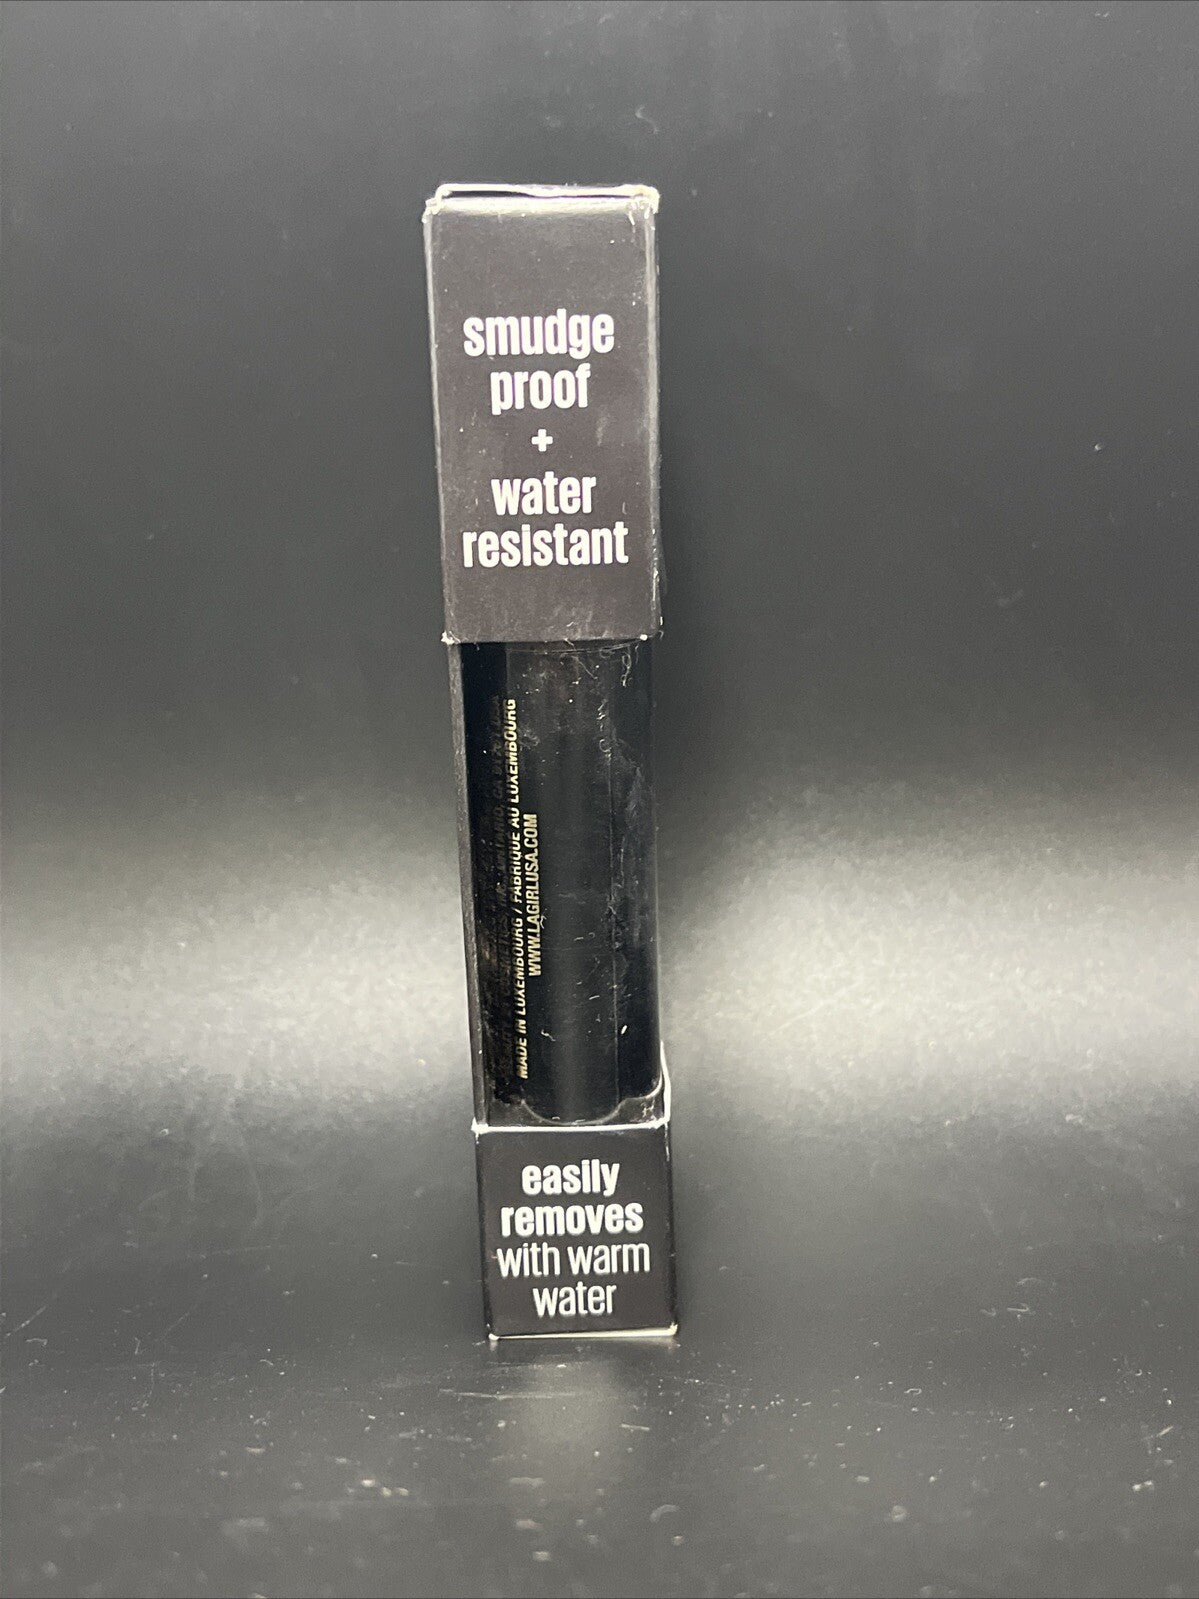 smudge
proof
+
water
resistant
MADE IN LUXEMBOURG / FABRIQUÉ AU LUXEMBOURG
WWW.LAGIRLUSA.COM
easily
removes
with warm
water